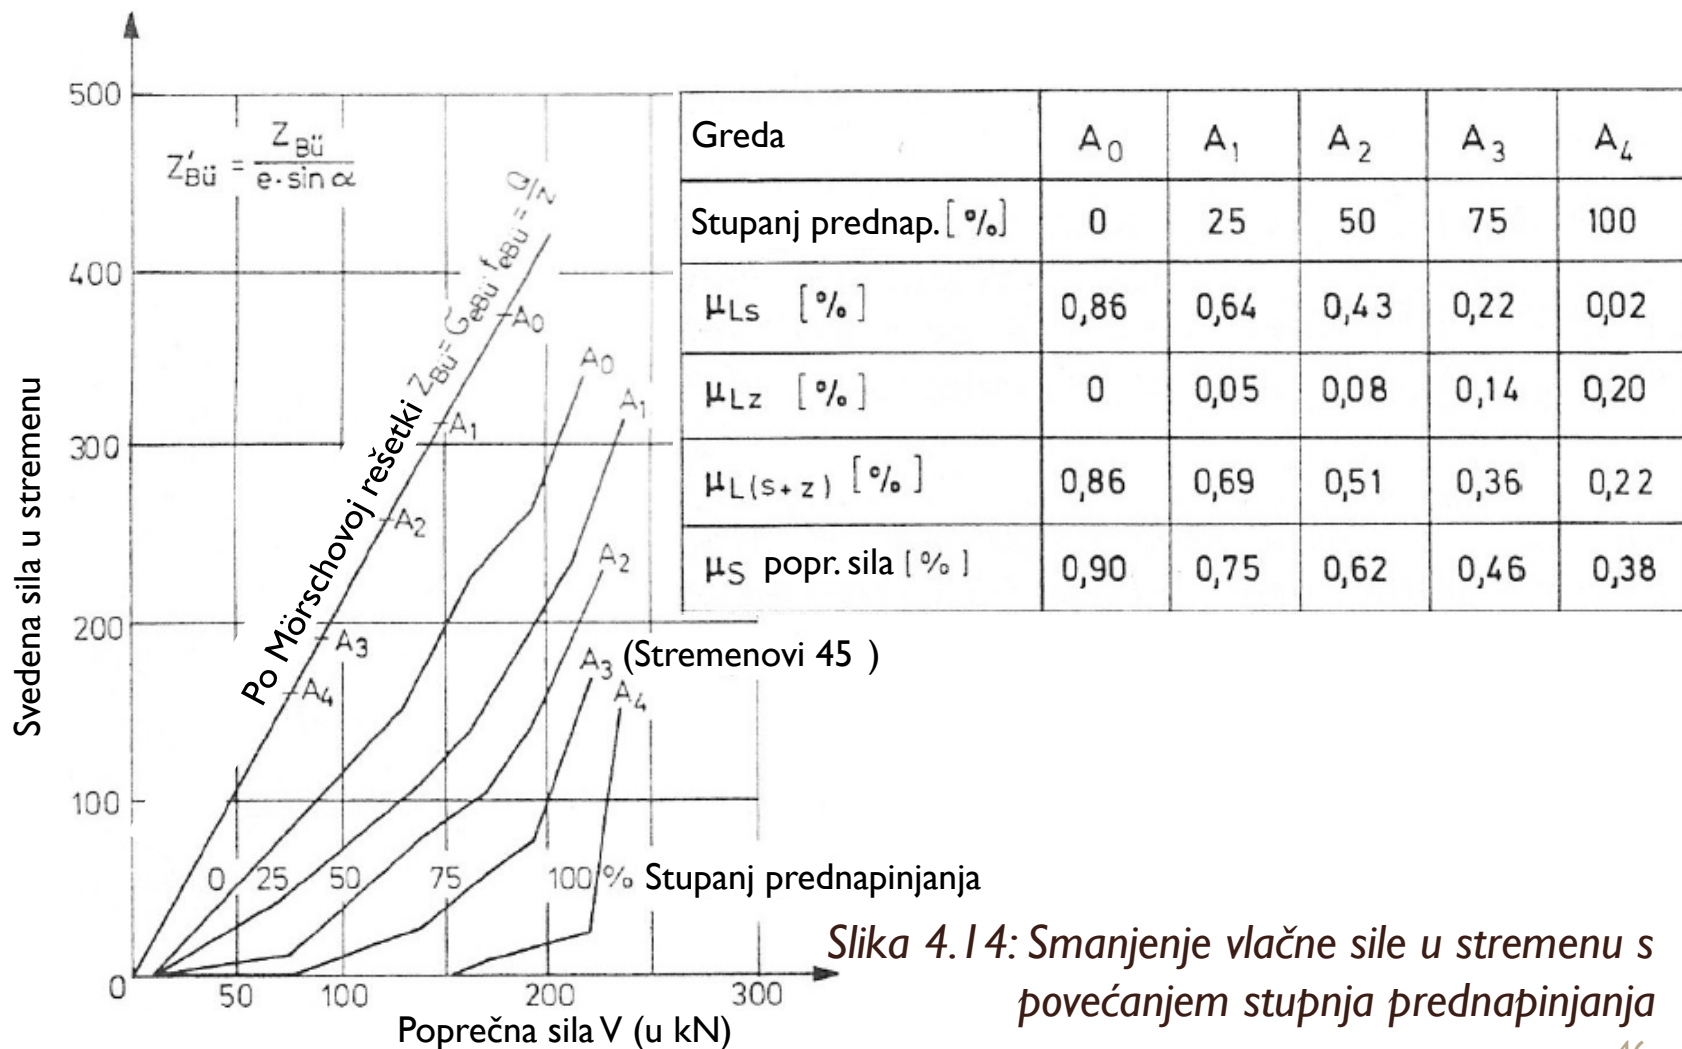 500
400
300
200
100
0
Svedena sila u stremenu
Z'Bü = ZBü / e·sin α
Po Mörschovoj rešetki ZBü = σeBü · feBü = Q/z
A0
A1
A2
A3
A4
A0
A1
A2
A3 (Stremenovi 45 )
A4
0 25 50 75 100 % Stupanj prednapinjanja
50 100 200 300
Poprečna sila V (u kN)
Greda A0 A1 A2 A3 A4
Stupanj prednap. [%] 0 25 50 75 100
μLs [%] 0,86 0,64 0,43 0,22 0,02
μLz [%] 0 0,05 0,08 0,14 0,20
μL(s+z) [%] 0,86 0,69 0,51 0,36 0,22
μS popr. sila [%] 0,90 0,75 0,62 0,46 0,38
Slika 4.14: Smanjenje vlačne sile u stremenu s
povećanjem stupnja prednapinjanja